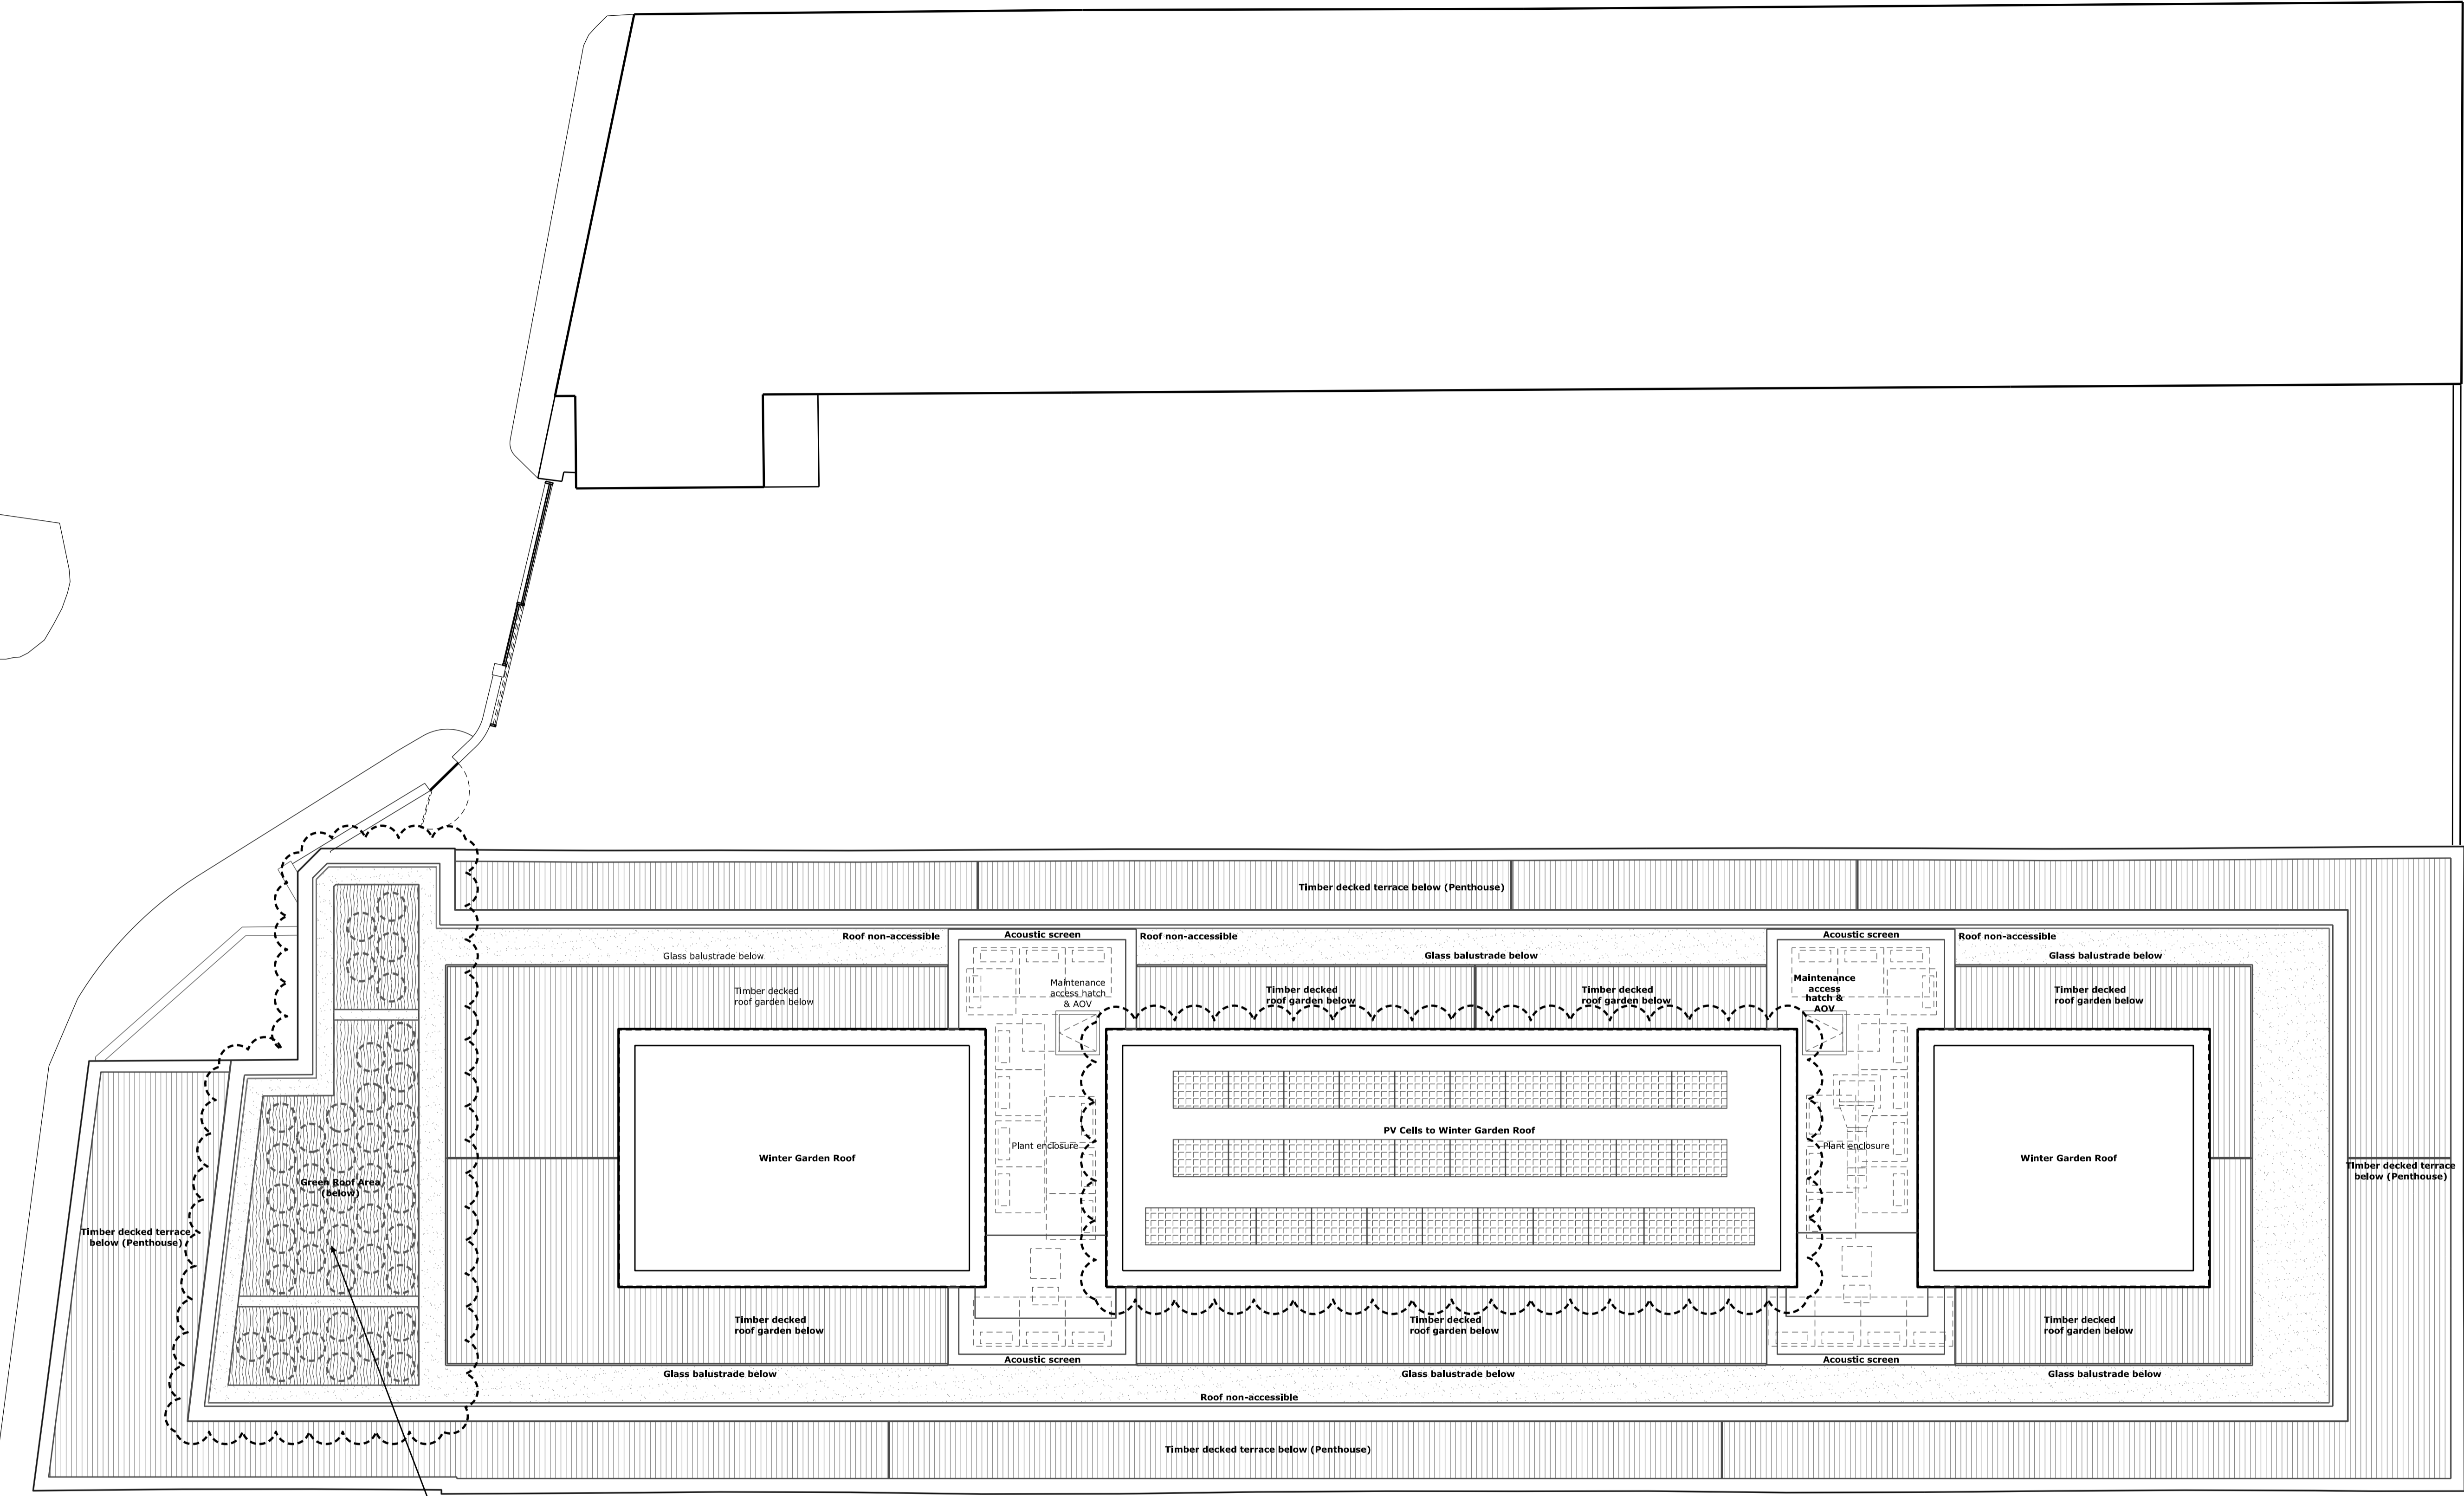 Timber decked terrace below (Penthouse)
Roof non-accessible
Acoustic screen
Roof non-accessible
Acoustic screen
Roof non-accessible
Glass balustrade below
Glass balustrade below
Glass balustrade below
Timber decked
roof garden below
Maintenance
access hatch
& AOV
Timber decked
roof garden below
Timber decked
roof garden below
Maintenance
access
hatch &
AOV
Timber decked
roof garden below
PV Cells to Winter Garden Roof
Plant enclosure
Plant enclosure
Winter Garden Roof
Winter Garden Roof
Timber decked terrace
below (Penthouse)
Green Roof Area
(below)
Timber decked terrace
below (Penthouse)
Timber decked
roof garden below
Timber decked
roof garden below
Timber decked
roof garden below
Acoustic screen
Acoustic screen
Glass balustrade below
Glass balustrade below
Glass balustrade below
Roof non-accessible
Timber decked terrace below (Penthouse)